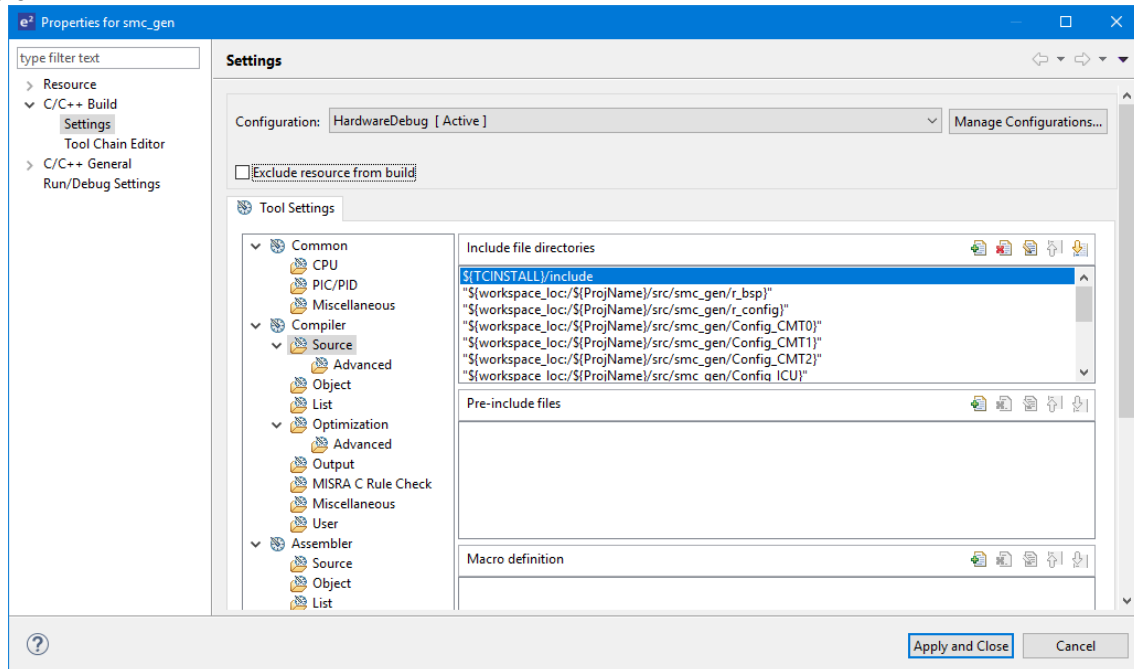 e² Properties for smc_gen
type filter text
Settings
Resource
C/C++ Build
Settings
Tool Chain Editor
C/C++ General
Run/Debug Settings
Configuration: HardwareDebug [ Active ]
Manage Configurations...
Exclude resource from build
Tool Settings
Common
CPU
PIC/PID
Miscellaneous
Compiler
Source
Advanced
Object
List
Optimization
Advanced
Output
MISRA C Rule Check
Miscellaneous
User
Assembler
Source
Object
List
Include file directories
${TCINSTALL}/include
"${workspace_loc:/${ProjName}/src/smc_gen/r_bsp}"
"${workspace_loc:/${ProjName}/src/smc_gen/r_config}"
"${workspace_loc:/${ProjName}/src/smc_gen/Config_CMT0}"
"${workspace_loc:/${ProjName}/src/smc_gen/Config_CMT1}"
"${workspace_loc:/${ProjName}/src/smc_gen/Config_CMT2}"
"${workspace_loc:/${ProjName}/src/smc_gen/Config_ICU}"
Pre-include files
Macro definition
?
Apply and Close
Cancel